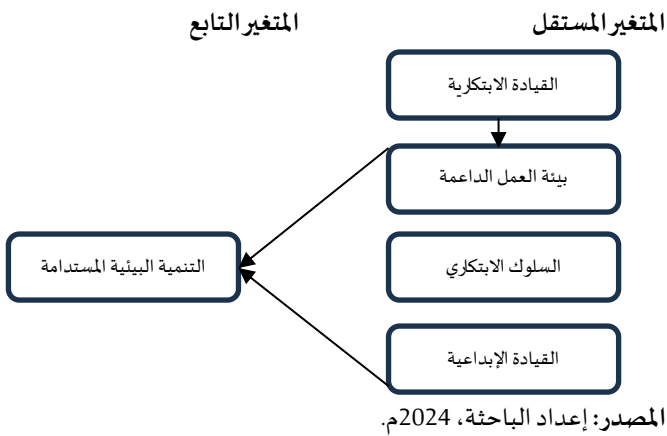 المتغير المستقل
المتغير التابع
القيادة الابتكارية
بيئة العمل الداعمة
السلوك الابتكاري
التنمية البيئية المستدامة
القيادة الإبداعية
المصدر: إعداد الباحثة، 2024م.